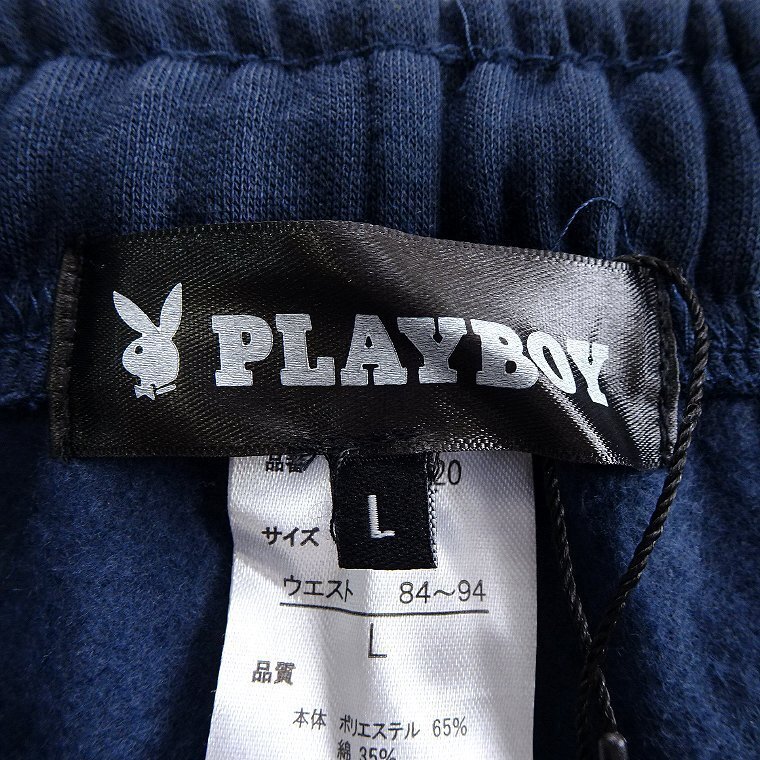 PLAYBOY
品番 20
L
サイズ
ウエスト 84～94
L
品質
本体 ポリエステル 65%
綿 35%